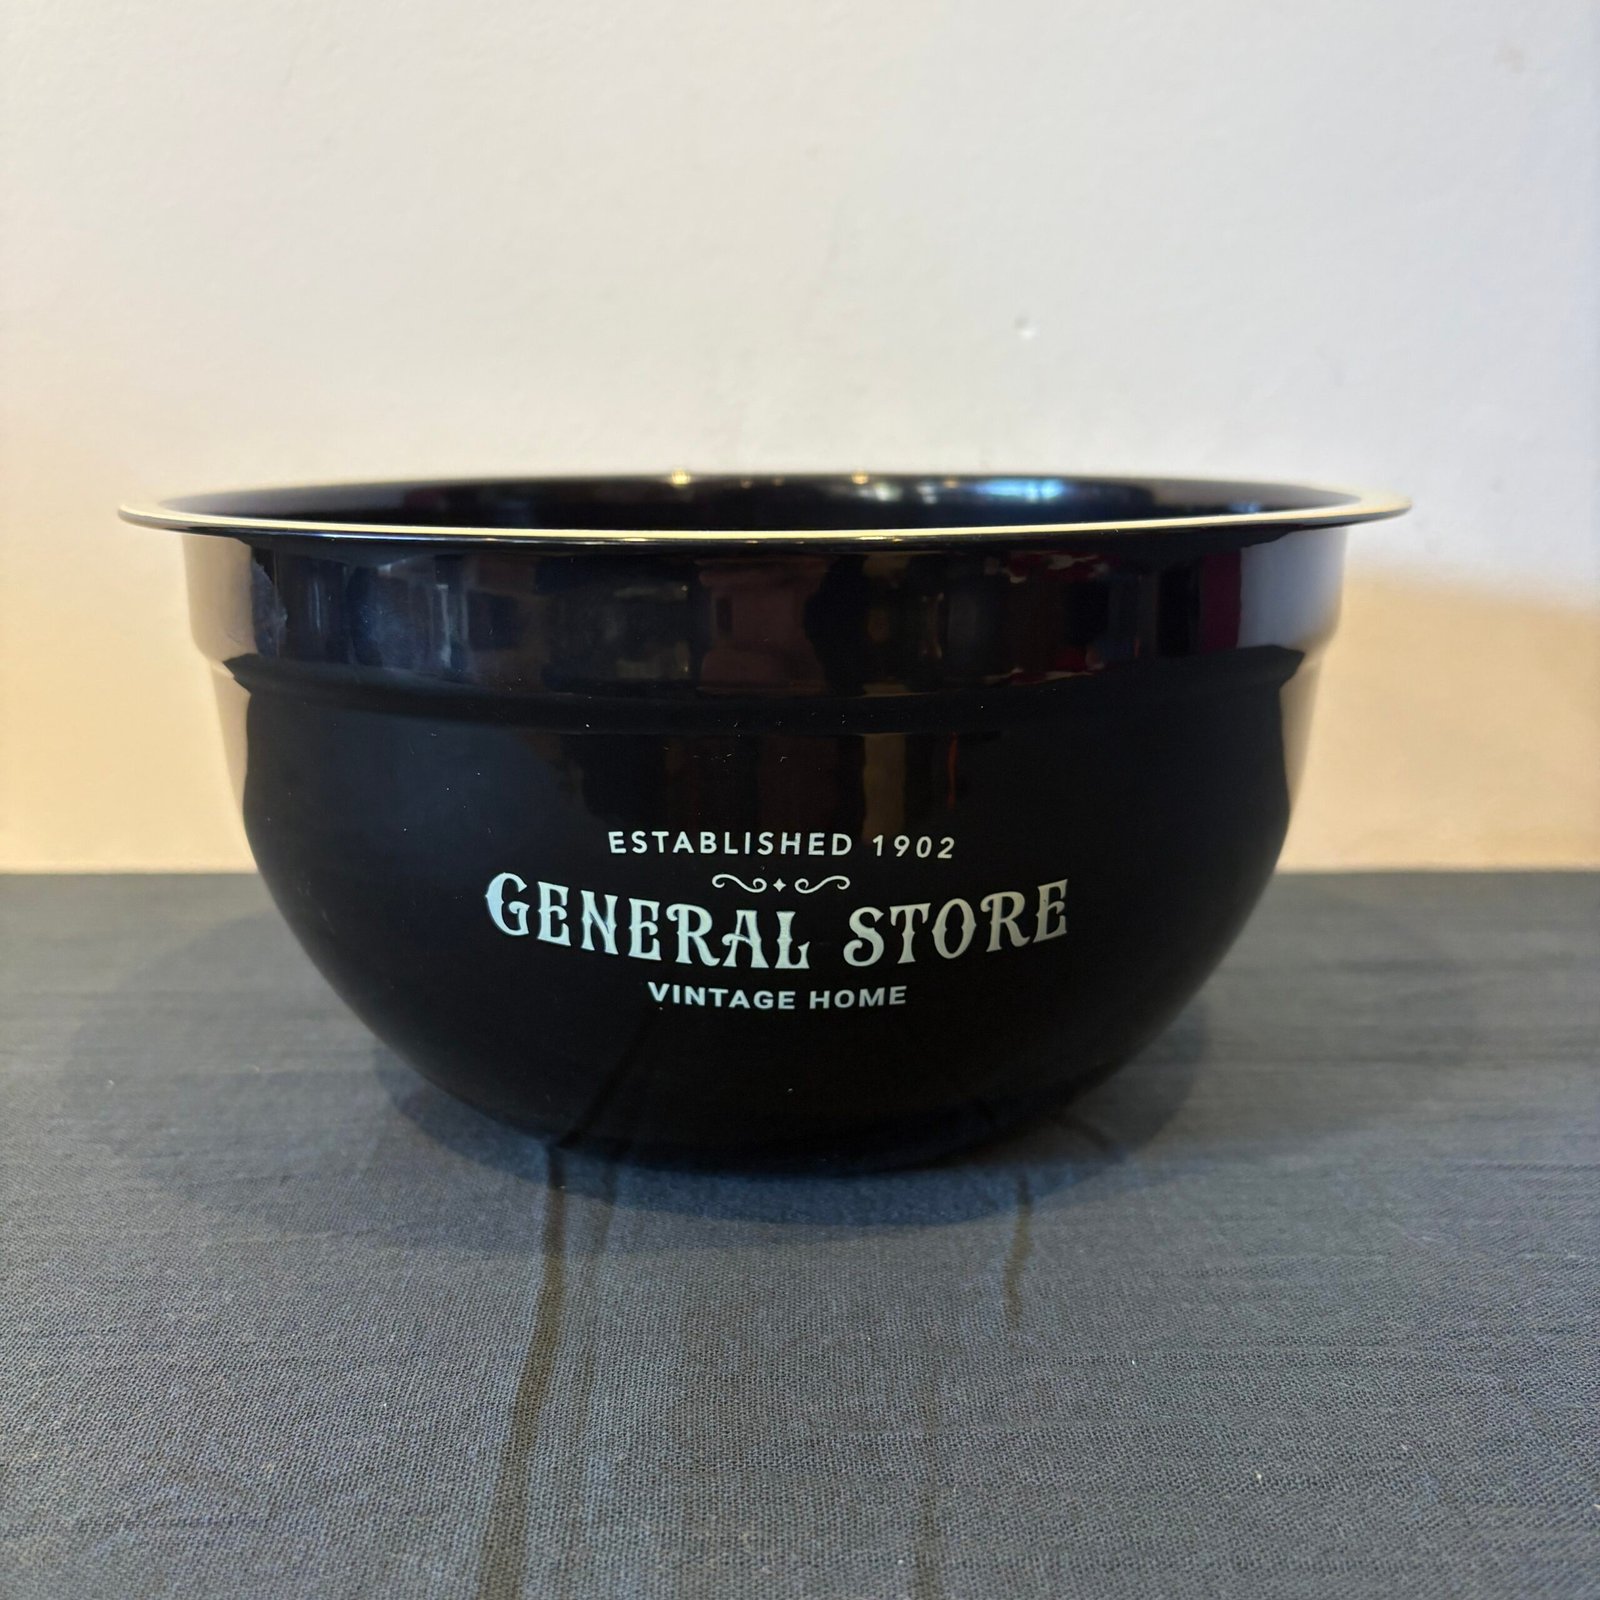 ESTABLISHED 1902
GENERAL STORE
VINTAGE HOME